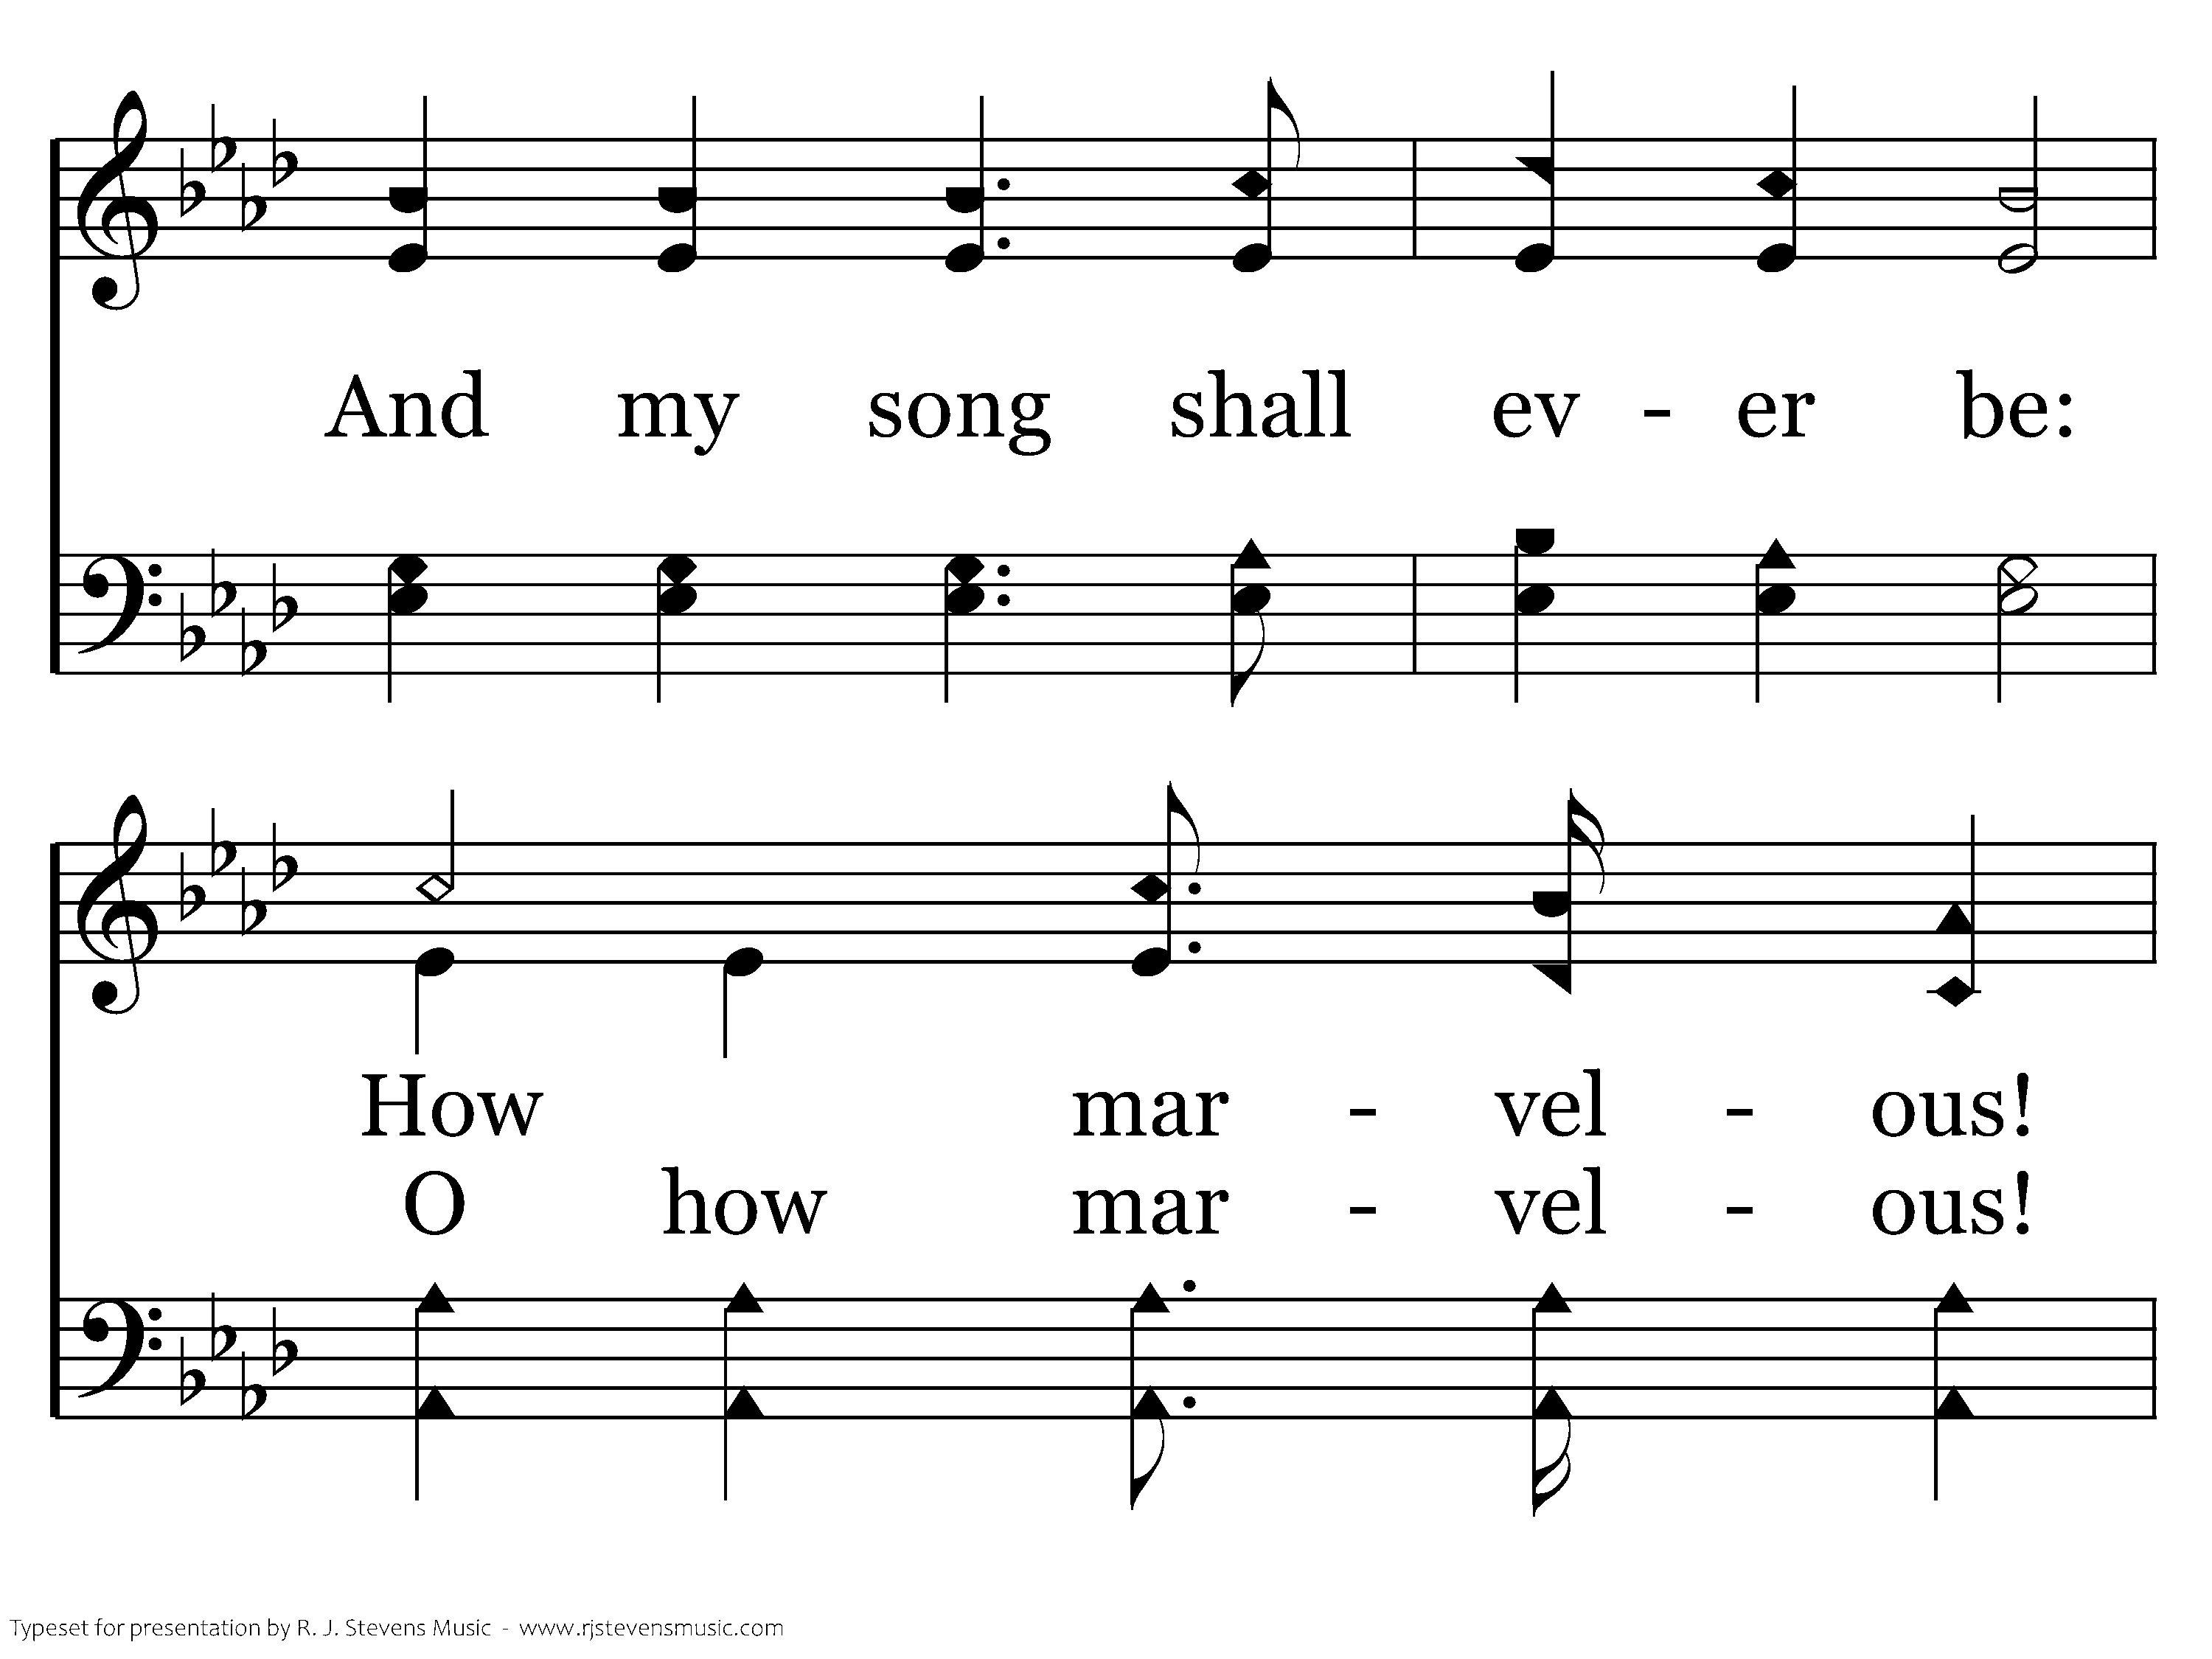 And my song shall ev - er be:
How mar - vel - ous!
O how mar - vel - ous!
Typeset for presentation by R. J. Stevens Music - www.rjstevensmusic.com